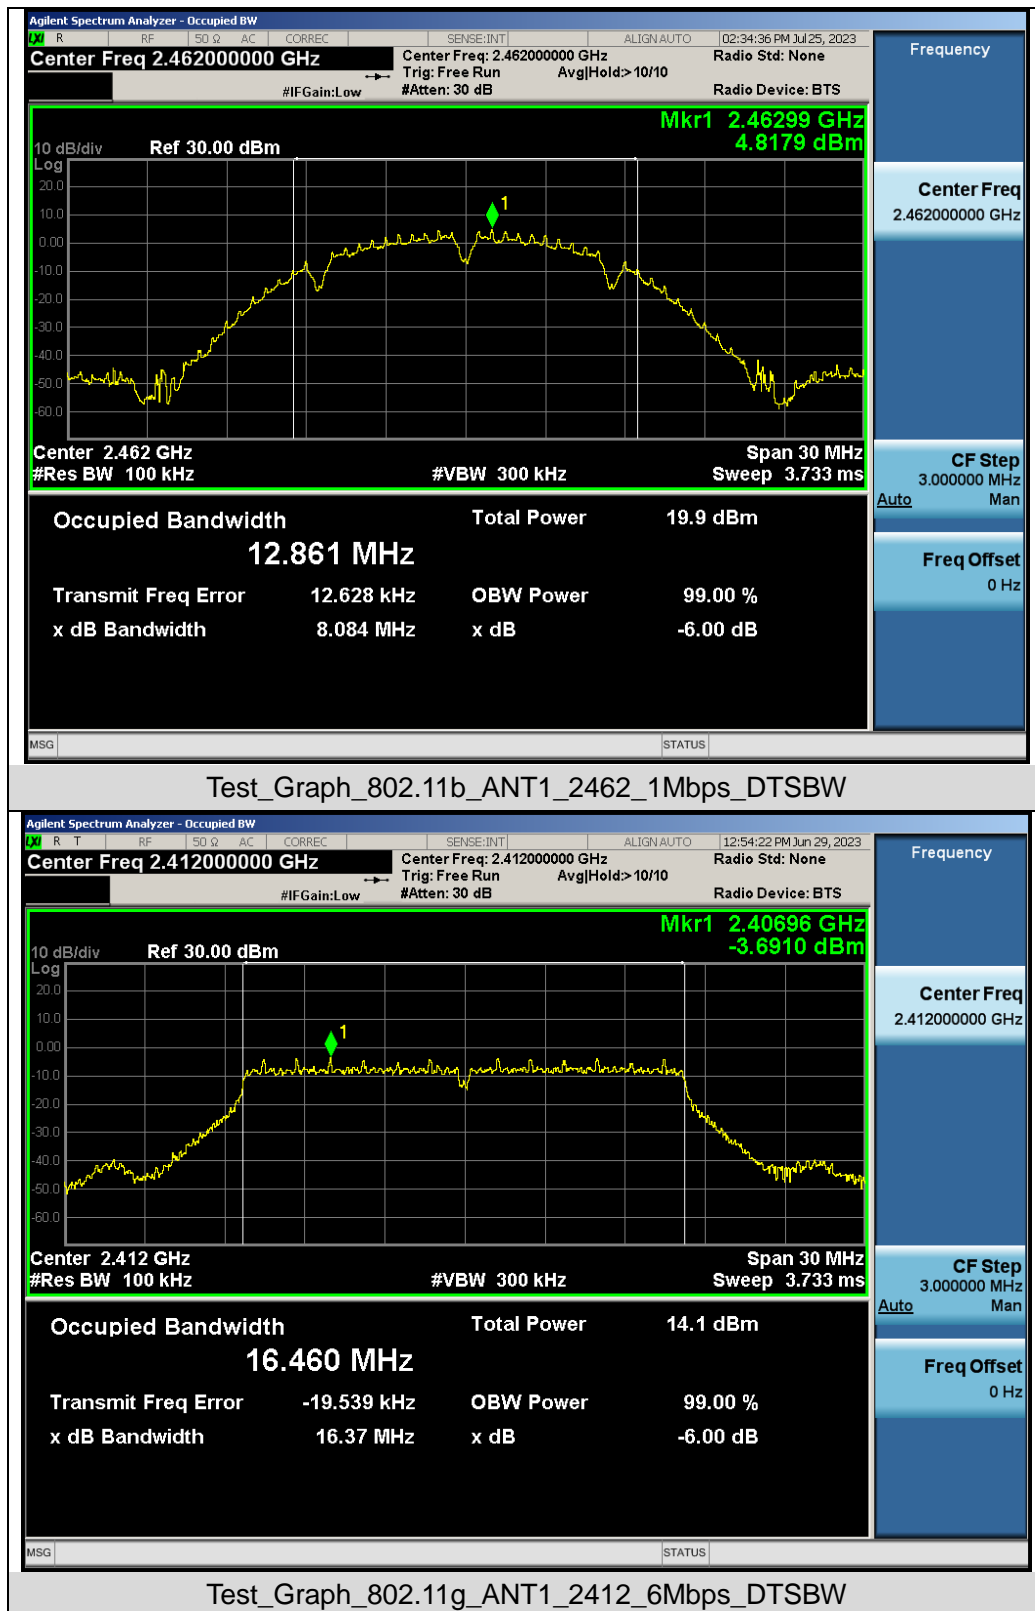 Agilent Spectrum Analyzer - Occupied BW
LXI R RF 50 Ω AC CORREC SENSE:INT ALIGN AUTO 02:34:36 PM Jul 25, 2023
Center Freq 2.462000000 GHz Center Freq: 2.462000000 GHz Radio Std: None Frequency
Trig: Free Run Avg|Hold:> 10/10
#IFGain:Low #Atten: 30 dB Radio Device: BTS
Mkr1 2.46299 GHz
4.8179 dBm
10 dB/div Ref 30.00 dBm
Log
20.0
10.0
0.00
-10.0
-20.0
-30.0
-40.0
-50.0
-60.0
1
Center Freq
2.462000000 GHz
Center 2.462 GHz Span 30 MHz
#Res BW 100 kHz #VBW 300 kHz Sweep 3.733 ms
CF Step
3.000000 MHz
Auto Man
Occupied Bandwidth Total Power 19.9 dBm
12.861 MHz
Freq Offset
0 Hz
Transmit Freq Error 12.628 kHz OBW Power 99.00 %
x dB Bandwidth 8.084 MHz x dB -6.00 dB
MSG STATUS
Test_Graph_802.11b_ANT1_2462_1Mbps_DTSBW
Agilent Spectrum Analyzer - Occupied BW
LXI R T RF 50 Ω AC CORREC SENSE:INT ALIGN AUTO 12:54:22 PM Jun 29, 2023
Center Freq 2.412000000 GHz Center Freq: 2.412000000 GHz Radio Std: None Frequency
Trig: Free Run Avg|Hold:> 10/10
#IFGain:Low #Atten: 30 dB Radio Device: BTS
Mkr1 2.40696 GHz
-3.6910 dBm
10 dB/div Ref 30.00 dBm
Log
20.0
10.0
0.00
-10.0
-20.0
-30.0
-40.0
-50.0
-60.0
1
Center Freq
2.412000000 GHz
Center 2.412 GHz Span 30 MHz
#Res BW 100 kHz #VBW 300 kHz Sweep 3.733 ms
CF Step
3.000000 MHz
Auto Man
Occupied Bandwidth Total Power 14.1 dBm
16.460 MHz
Freq Offset
0 Hz
Transmit Freq Error -19.539 kHz OBW Power 99.00 %
x dB Bandwidth 16.37 MHz x dB -6.00 dB
MSG STATUS
Test_Graph_802.11g_ANT1_2412_6Mbps_DTSBW